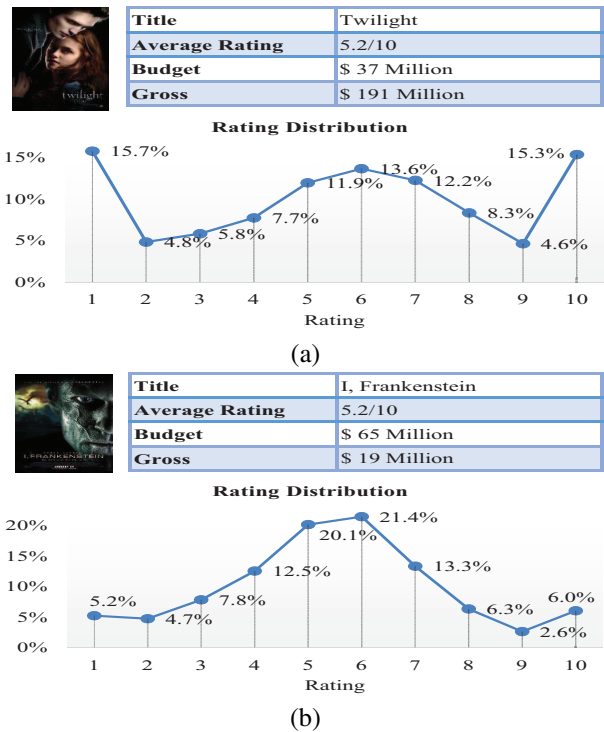 twilight
Title Twilight
Average Rating 5.2/10
Budget $ 37 Million
Gross $ 191 Million
Rating Distribution
15%
10%
5%
0%
15.7% 4.8% 5.8% 7.7% 11.9% 13.6% 12.2% 8.3% 4.6% 15.3%
1 2 3 4 5 6 7 8 9 10
Rating
(a)
I, FRANKENSTEIN
Title I, Frankenstein
Average Rating 5.2/10
Budget $ 65 Million
Gross $ 19 Million
Rating Distribution
20%
15%
10%
5%
0%
5.2% 4.7% 7.8% 12.5% 20.1% 21.4% 13.3% 6.3% 2.6% 6.0%
1 2 3 4 5 6 7 8 9 10
Rating
(b)